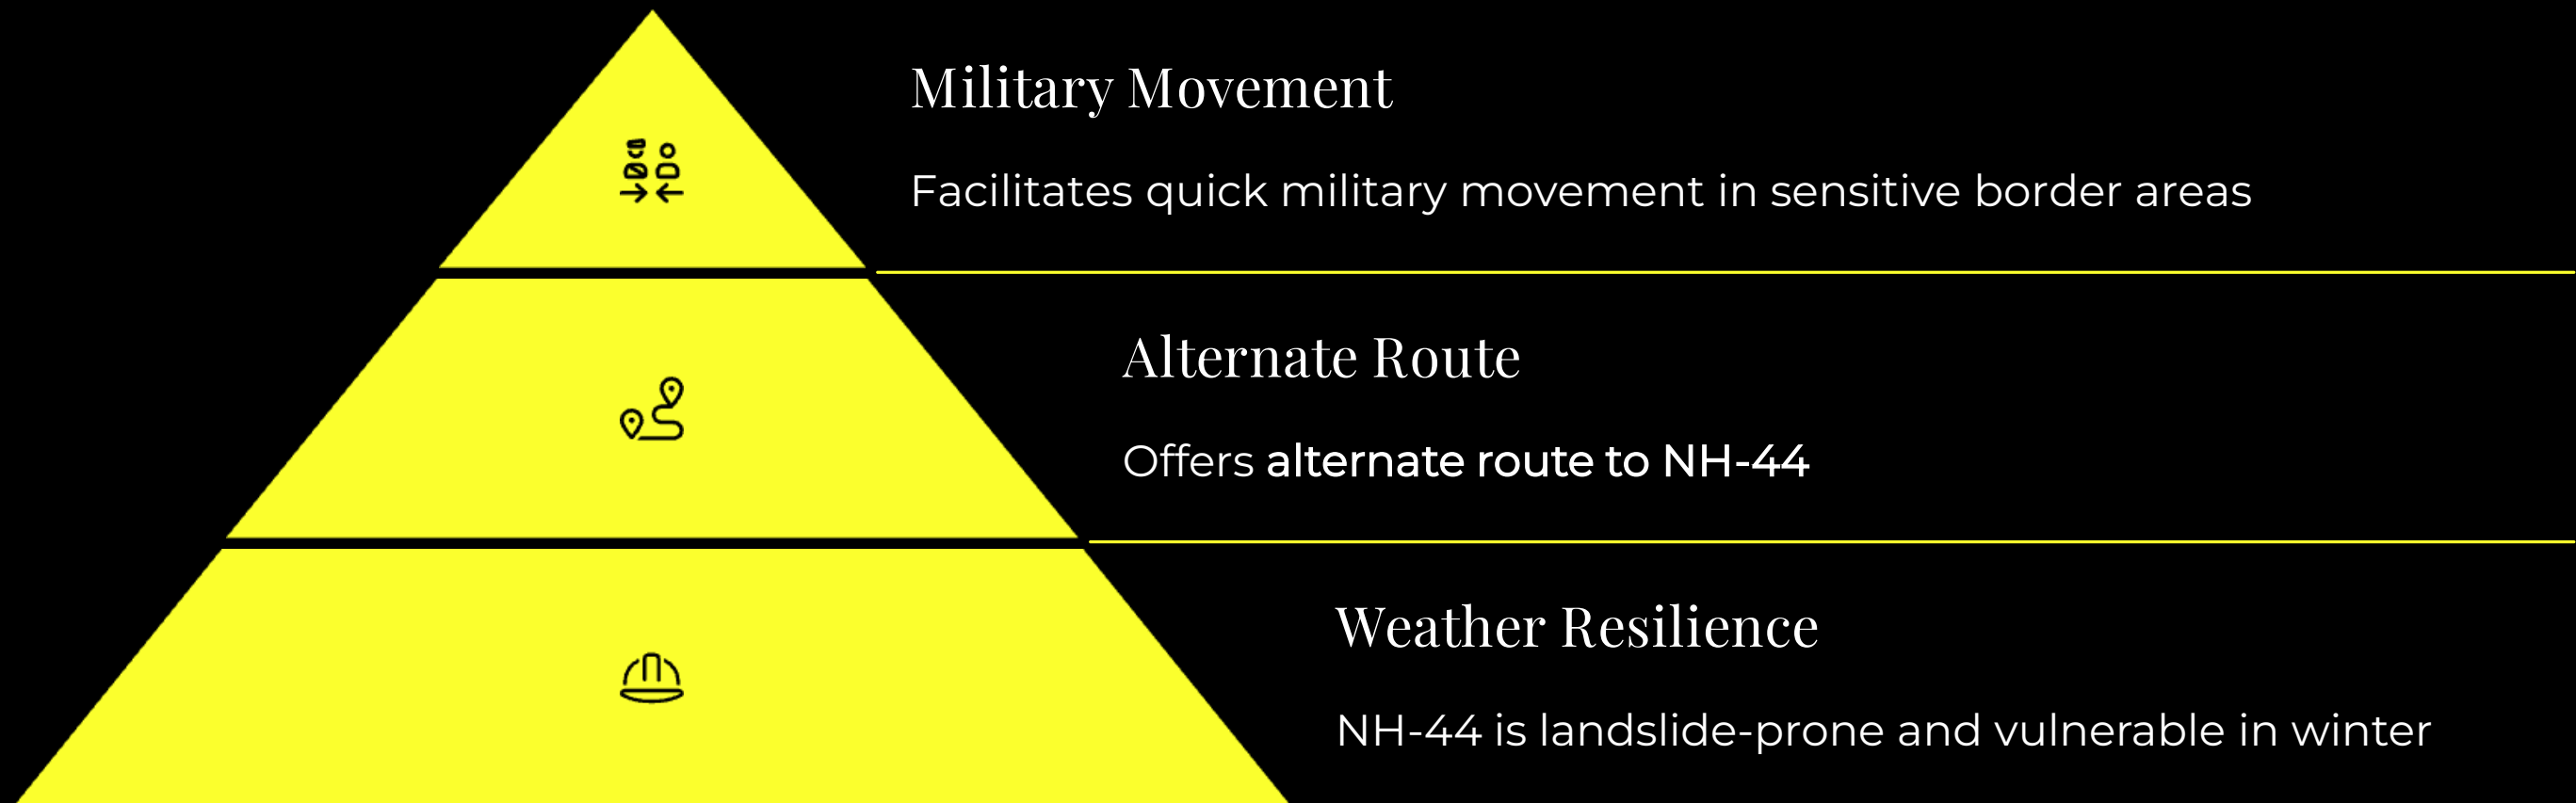 Military Movement
Facilitates quick military movement in sensitive border areas
Alternate Route
Offers alternate route to NH-44
Weather Resilience
NH-44 is landslide-prone and vulnerable in winter